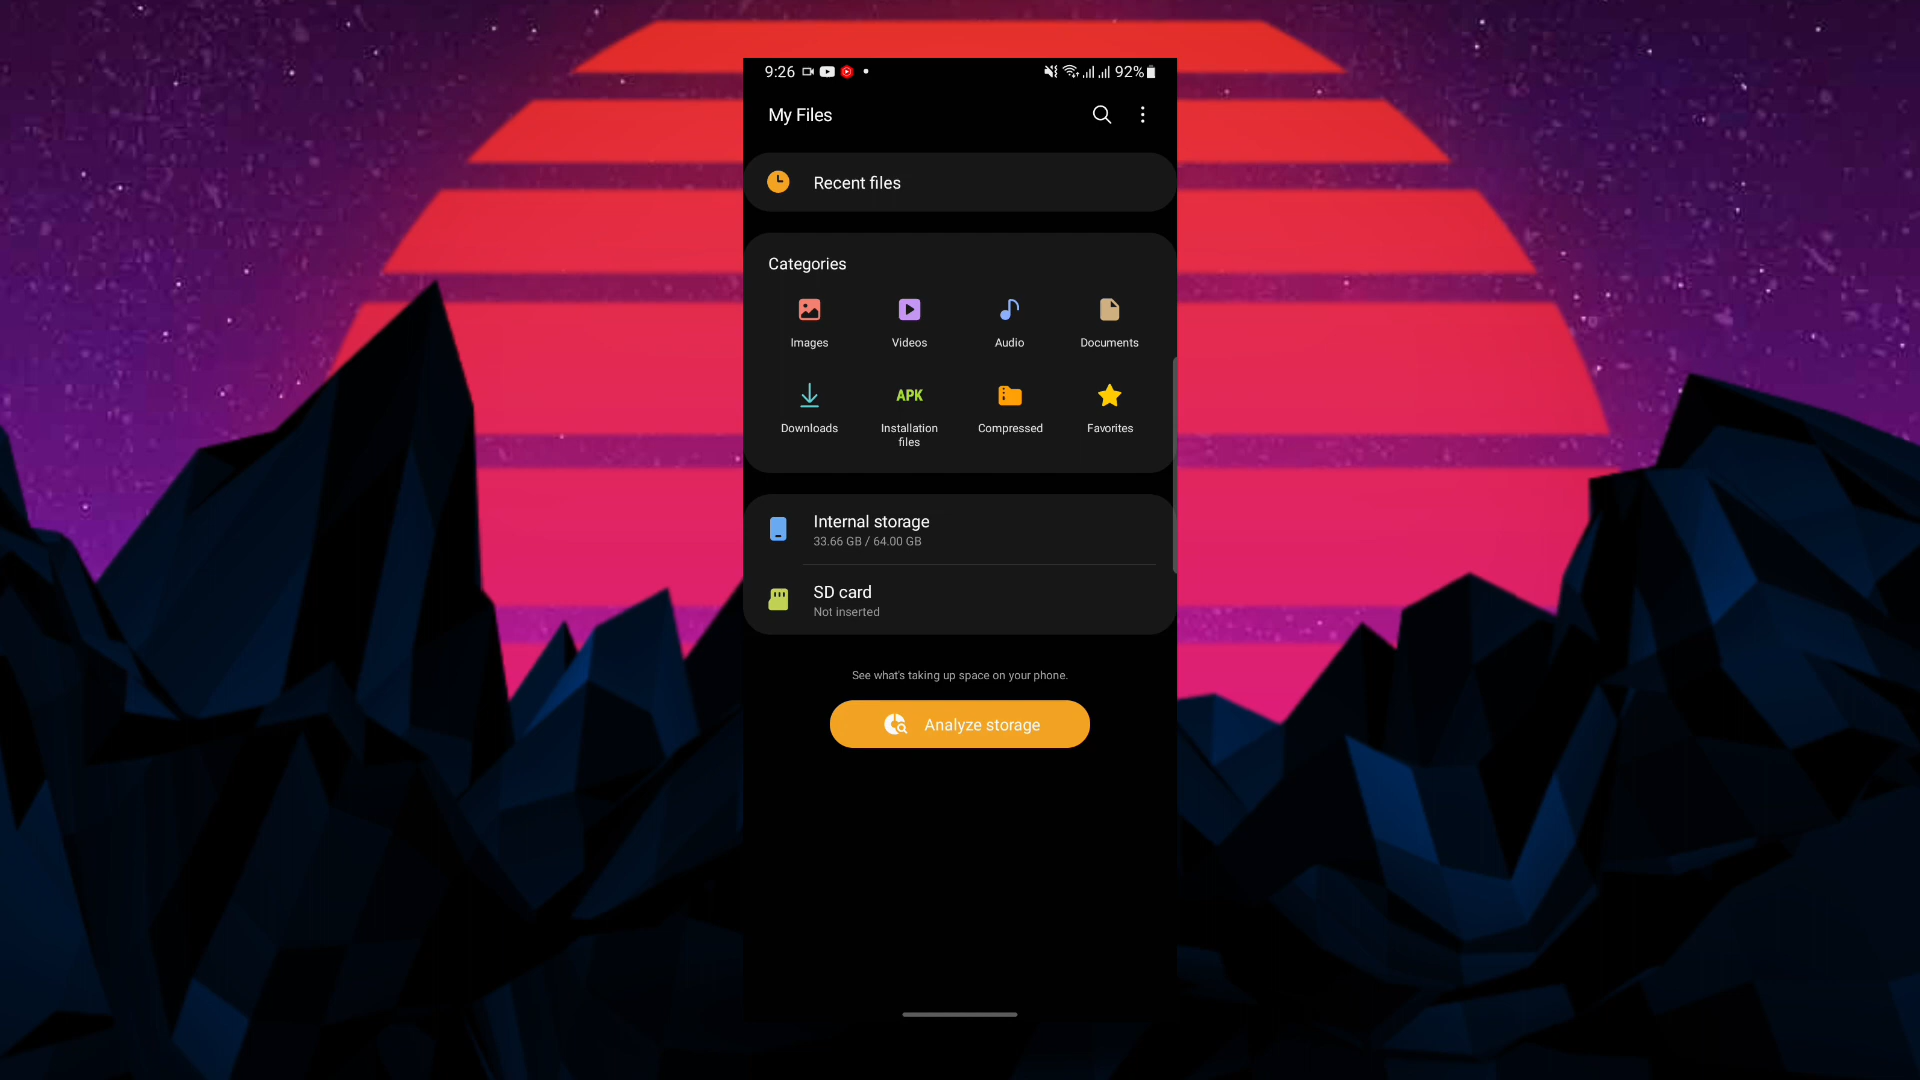 9:26
92%
My Files
Recent files
Categories
Images
Videos
Audio
Documents
Downloads
APK
Installation
files
Compressed
Favorites
Internal storage
33.66 GB / 64.00 GB
SD card
Not inserted
See what's taking up space on your phone.
Analyze storage